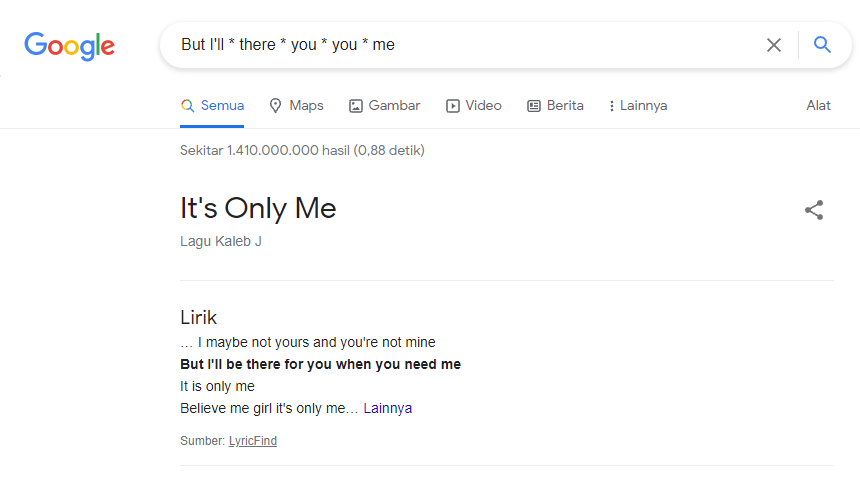 Google
But I'll * there * you * you * me
Semua Maps Gambar Video Berita Lainnya Alat
Sekitar 1.410.000.000 hasil (0,88 detik)
It's Only Me
Lagu Kaleb J
Lirik
… I maybe not yours and you're not mine
But I'll be there for you when you need me
It is only me
Believe me girl it's only me… Lainnya
Sumber: LyricFind